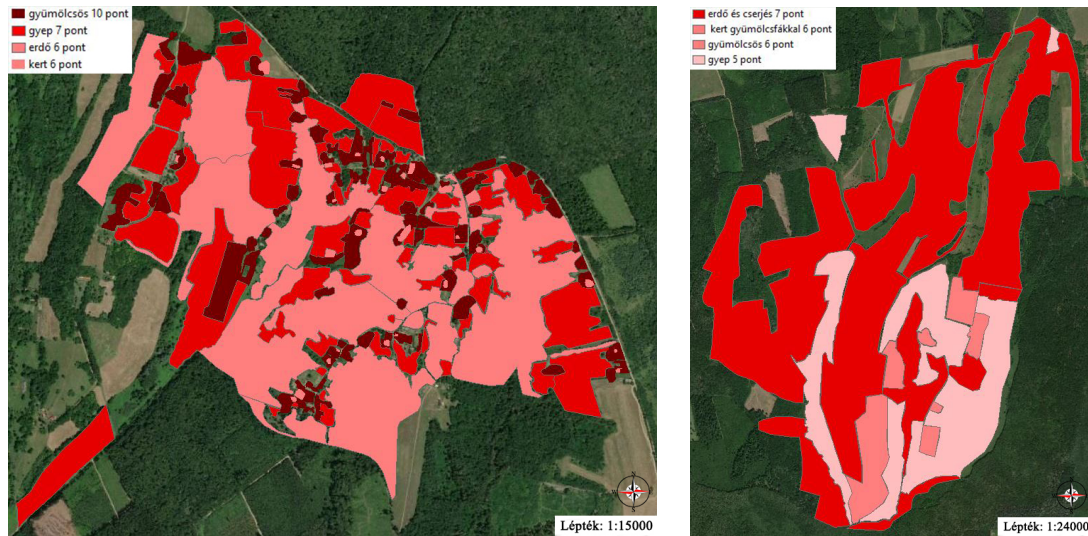 gyümölcsös 10 pont
gyep 7 pont
erdő 6 pont
kert 6 pont
Lépték: 1:15000
erdő és cserjés 7 pont
kert gyümölcsfákkal 6 pont
gyümölcsös 6 pont
gyep 5 pont
Lépték: 1:24000